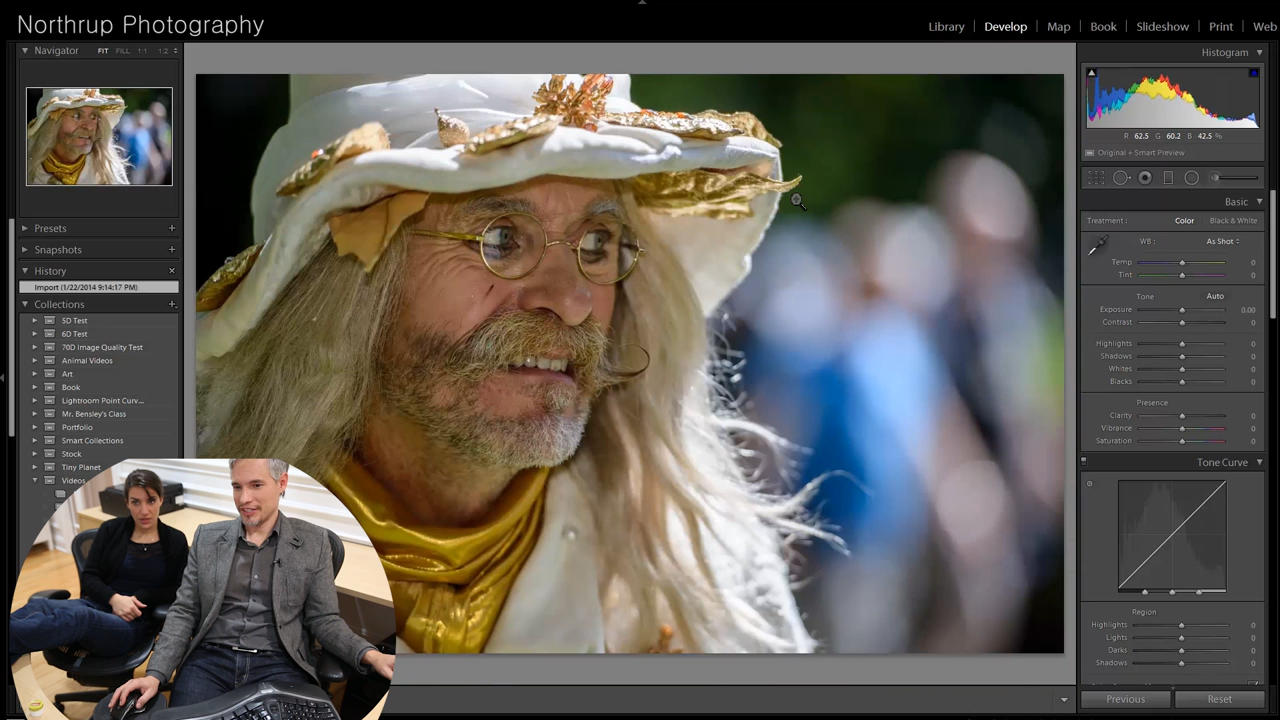 Northrup Photography
Library | Develop | Map | Book | Slideshow | Print | Web
Navigator FIT FILL 1:1 1:2
Presets
Snapshots
History
Import (1/22/2014 9:14:17 PM)
Collections
5D Test
6D Test
70D Image Quality Test
Animal Videos
Art
Book
Lightroom Point Curv...
Mr. Bensley's Class
Portfolio
Smart Collections
Stock
Tiny Planet
Videos
Histogram
R 62.5 G 60.2 B 42.5 %
Original + Smart Preview
Basic
Treatment: Color Black & White
WB: As Shot
Temp 0
Tint 0
Tone Auto
Exposure 0.00
Contrast 0
Highlights 0
Shadows 0
Whites 0
Blacks 0
Presence
Clarity 0
Vibrance 0
Saturation 0
Tone Curve
Region
Highlights 0
Lights 0
Darks 0
Shadows 0
Previous Reset